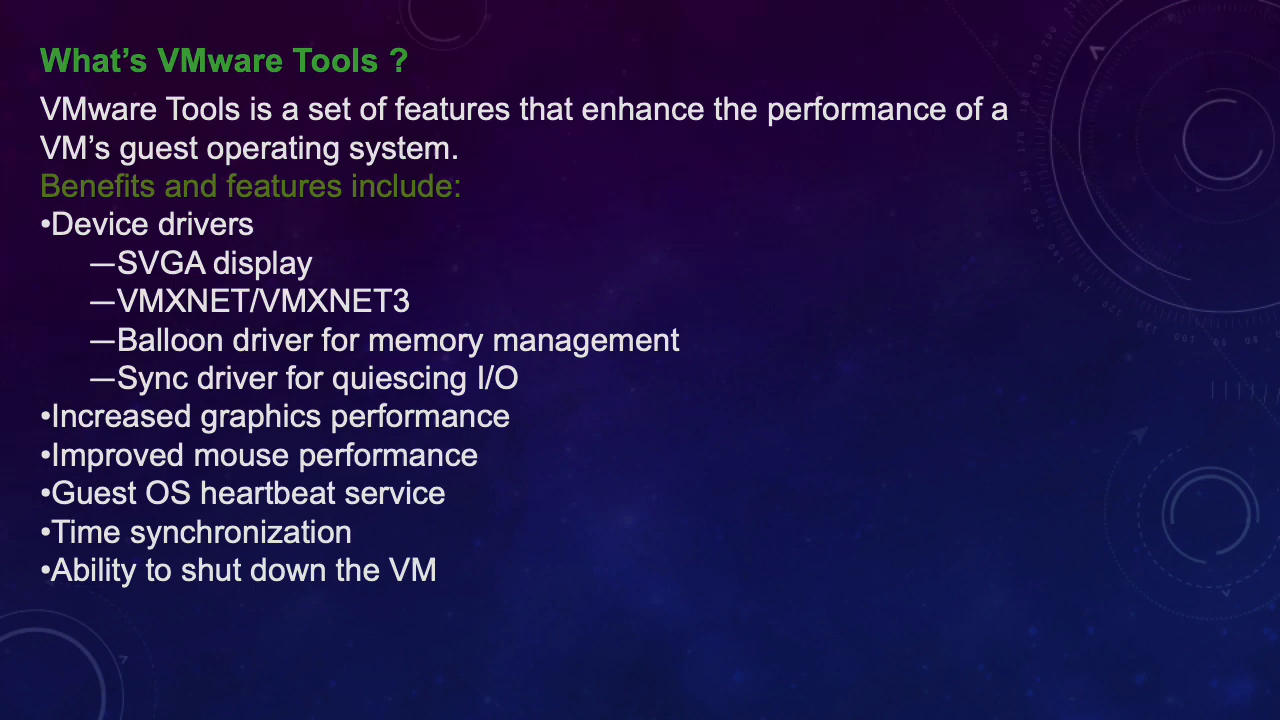 What’s VMware Tools ?
VMware Tools is a set of features that enhance the performance of a
VM’s guest operating system.
Benefits and features include:
•Device drivers
—SVGA display
—VMXNET/VMXNET3
—Balloon driver for memory management
—Sync driver for quiescing I/O
•Increased graphics performance
•Improved mouse performance
•Guest OS heartbeat service
•Time synchronization
•Ability to shut down the VM